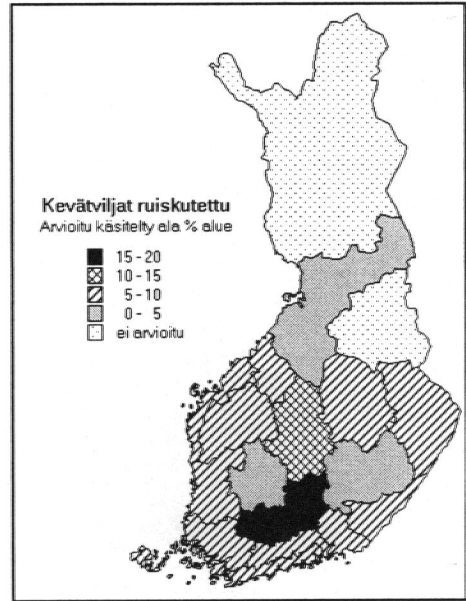 Kevätviljat ruiskutettu
Arvioitu käsitelty ala % alue
15 - 20
10 - 15
5 - 10
0 - 5
ei arvioitu